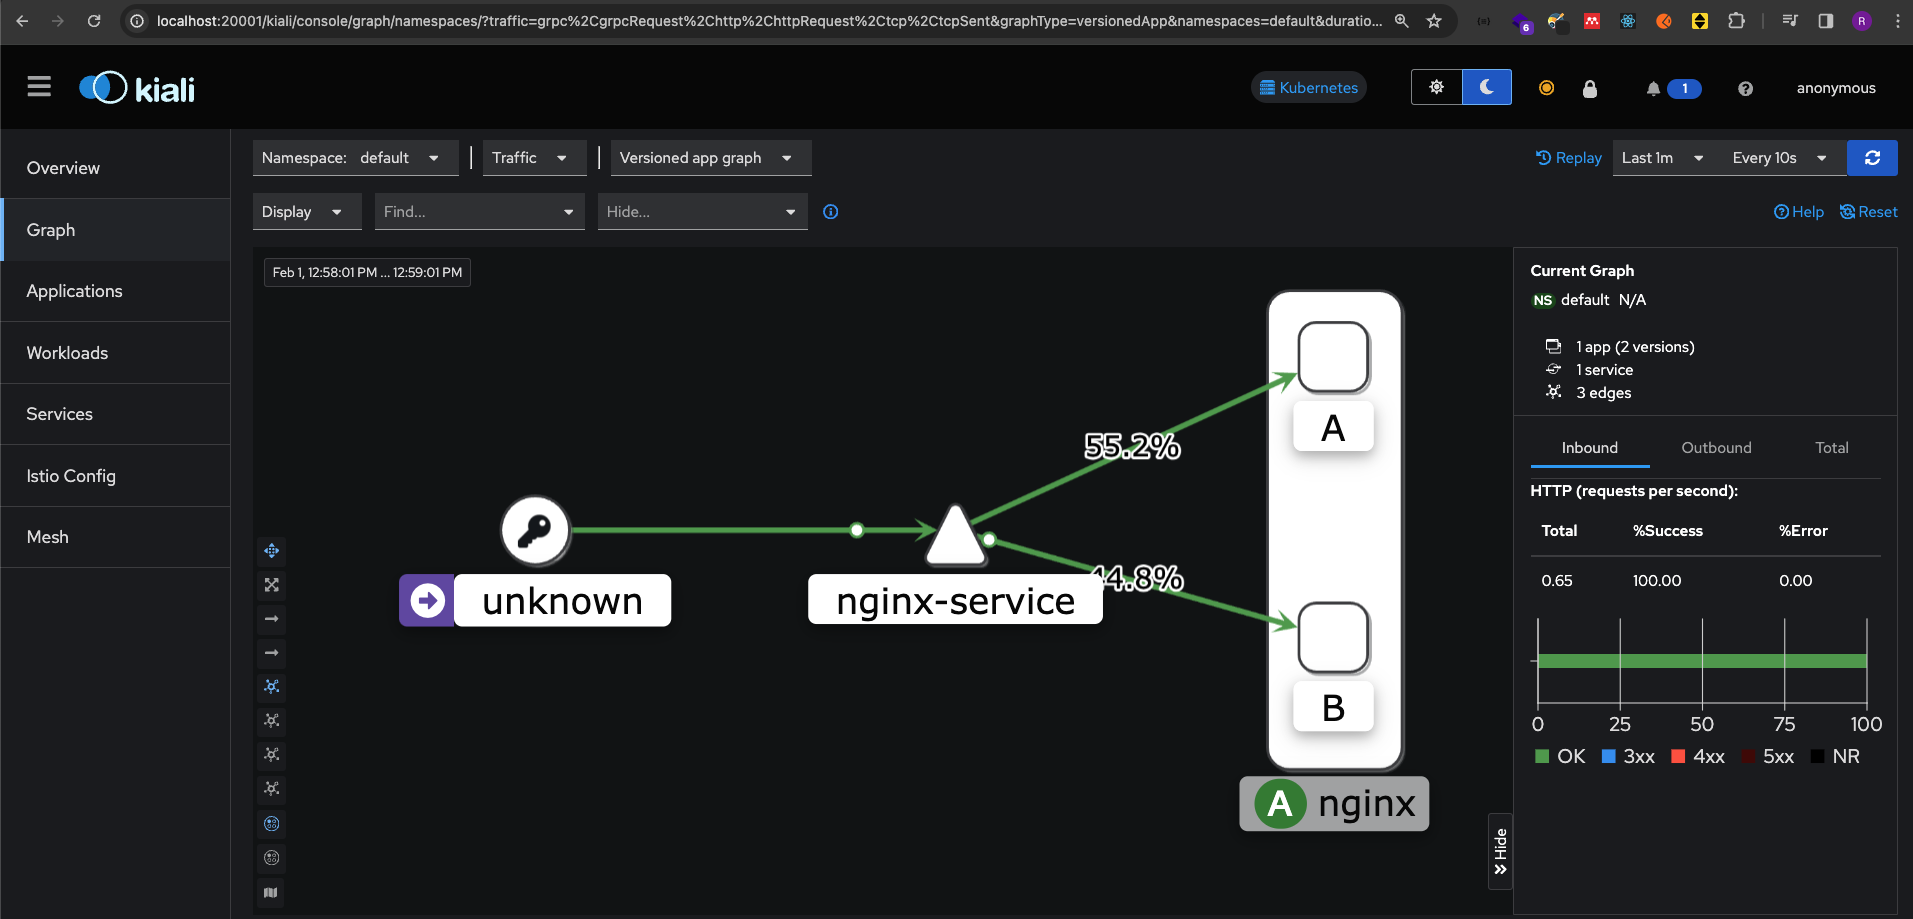 localhost:20001/kiali/console/graph/namespaces/?traffic=grpc%2CgrpcRequest%2Chttp%2ChttpRequest%2Ctcp%2CtcpSent&graphType=versionedApp&namespaces=default&duratio...
6
R
kiali
Kubernetes
1
anonymous
Overview
Graph
Applications
Workloads
Services
Istio Config
Mesh
Namespace: default
Traffic
Versioned app graph
Replay
Last 1m
Every 10s
Display
Find...
Hide...
Help
Reset
Feb 1, 12:58:01 PM ... 12:59:01 PM
55.2%
44.8%
unknown
nginx-service
A
B
A nginx
Hide
Current Graph
NS default N/A
1 app (2 versions)
1 service
3 edges
Inbound
Outbound
Total
HTTP (requests per second):
Total %Success %Error
0.65 100.00 0.00
0 25 50 75 100
OK 3xx 4xx 5xx NR